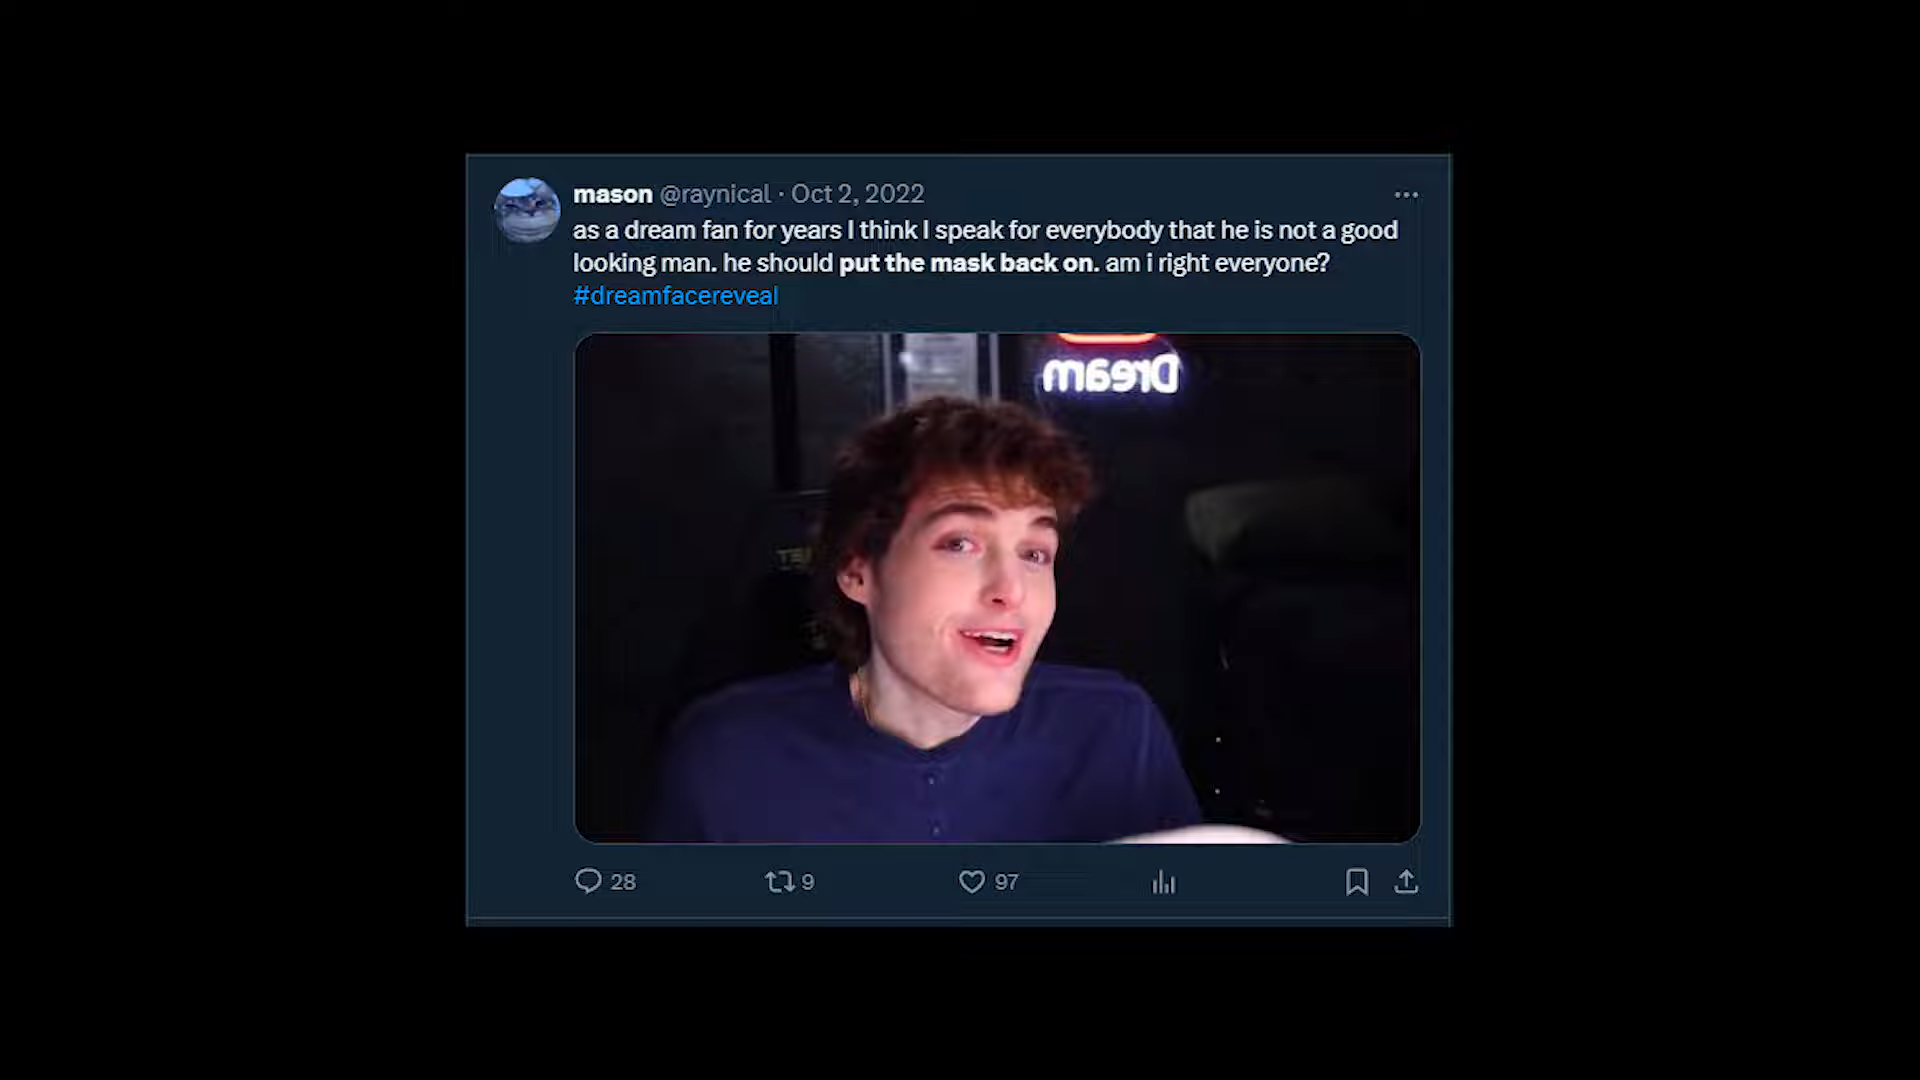 mason @raynical · Oct 2, 2022
as a dream fan for years I think I speak for everybody that he is not a good
looking man. he should put the mask back on. am i right everyone?
#dreamfacereveal
Dream
28 9 97